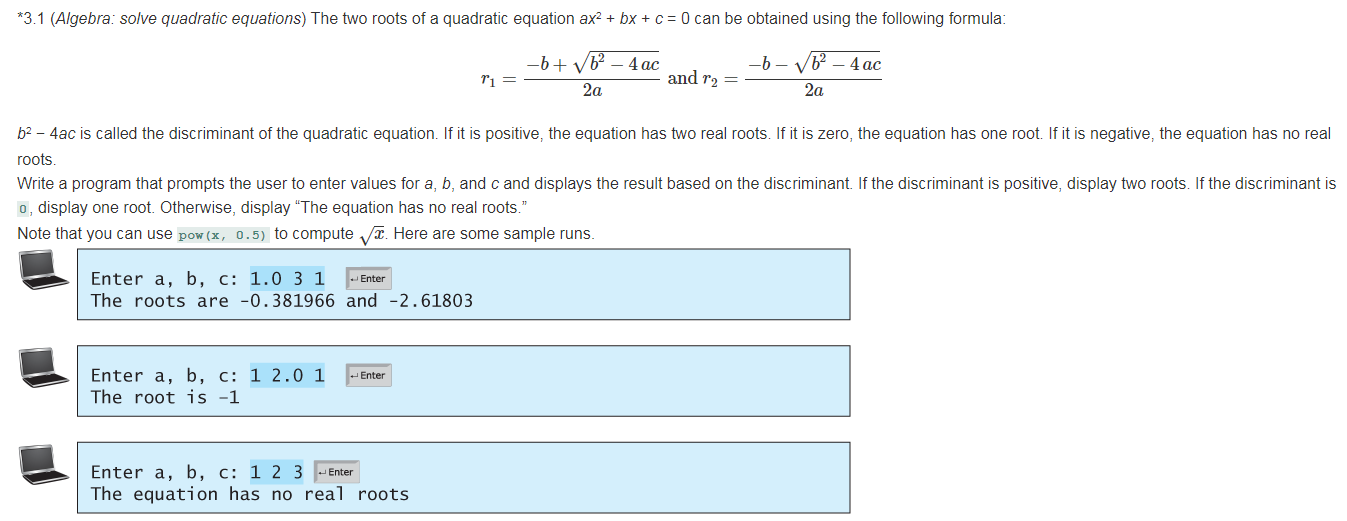 *3.1 (Algebra: solve quadratic equations) The two roots of a quadratic equation ax² + bx + c = 0 can be obtained using the following formula:
r₁ = (−b + √(b² − 4ac)) / 2a and r₂ = (−b − √(b² − 4ac)) / 2a
b² − 4ac is called the discriminant of the quadratic equation. If it is positive, the equation has two real roots. If it is zero, the equation has one root. If it is negative, the equation has no real
roots.
Write a program that prompts the user to enter values for a, b, and c and displays the result based on the discriminant. If the discriminant is positive, display two roots. If the discriminant is
0, display one root. Otherwise, display “The equation has no real roots.”
Note that you can use pow(x, 0.5) to compute √x. Here are some sample runs.
Enter a, b, c: 1.0 3 1 ↵Enter
The roots are -0.381966 and -2.61803
Enter a, b, c: 1 2.0 1 ↵Enter
The root is -1
Enter a, b, c: 1 2 3 ↵Enter
The equation has no real roots